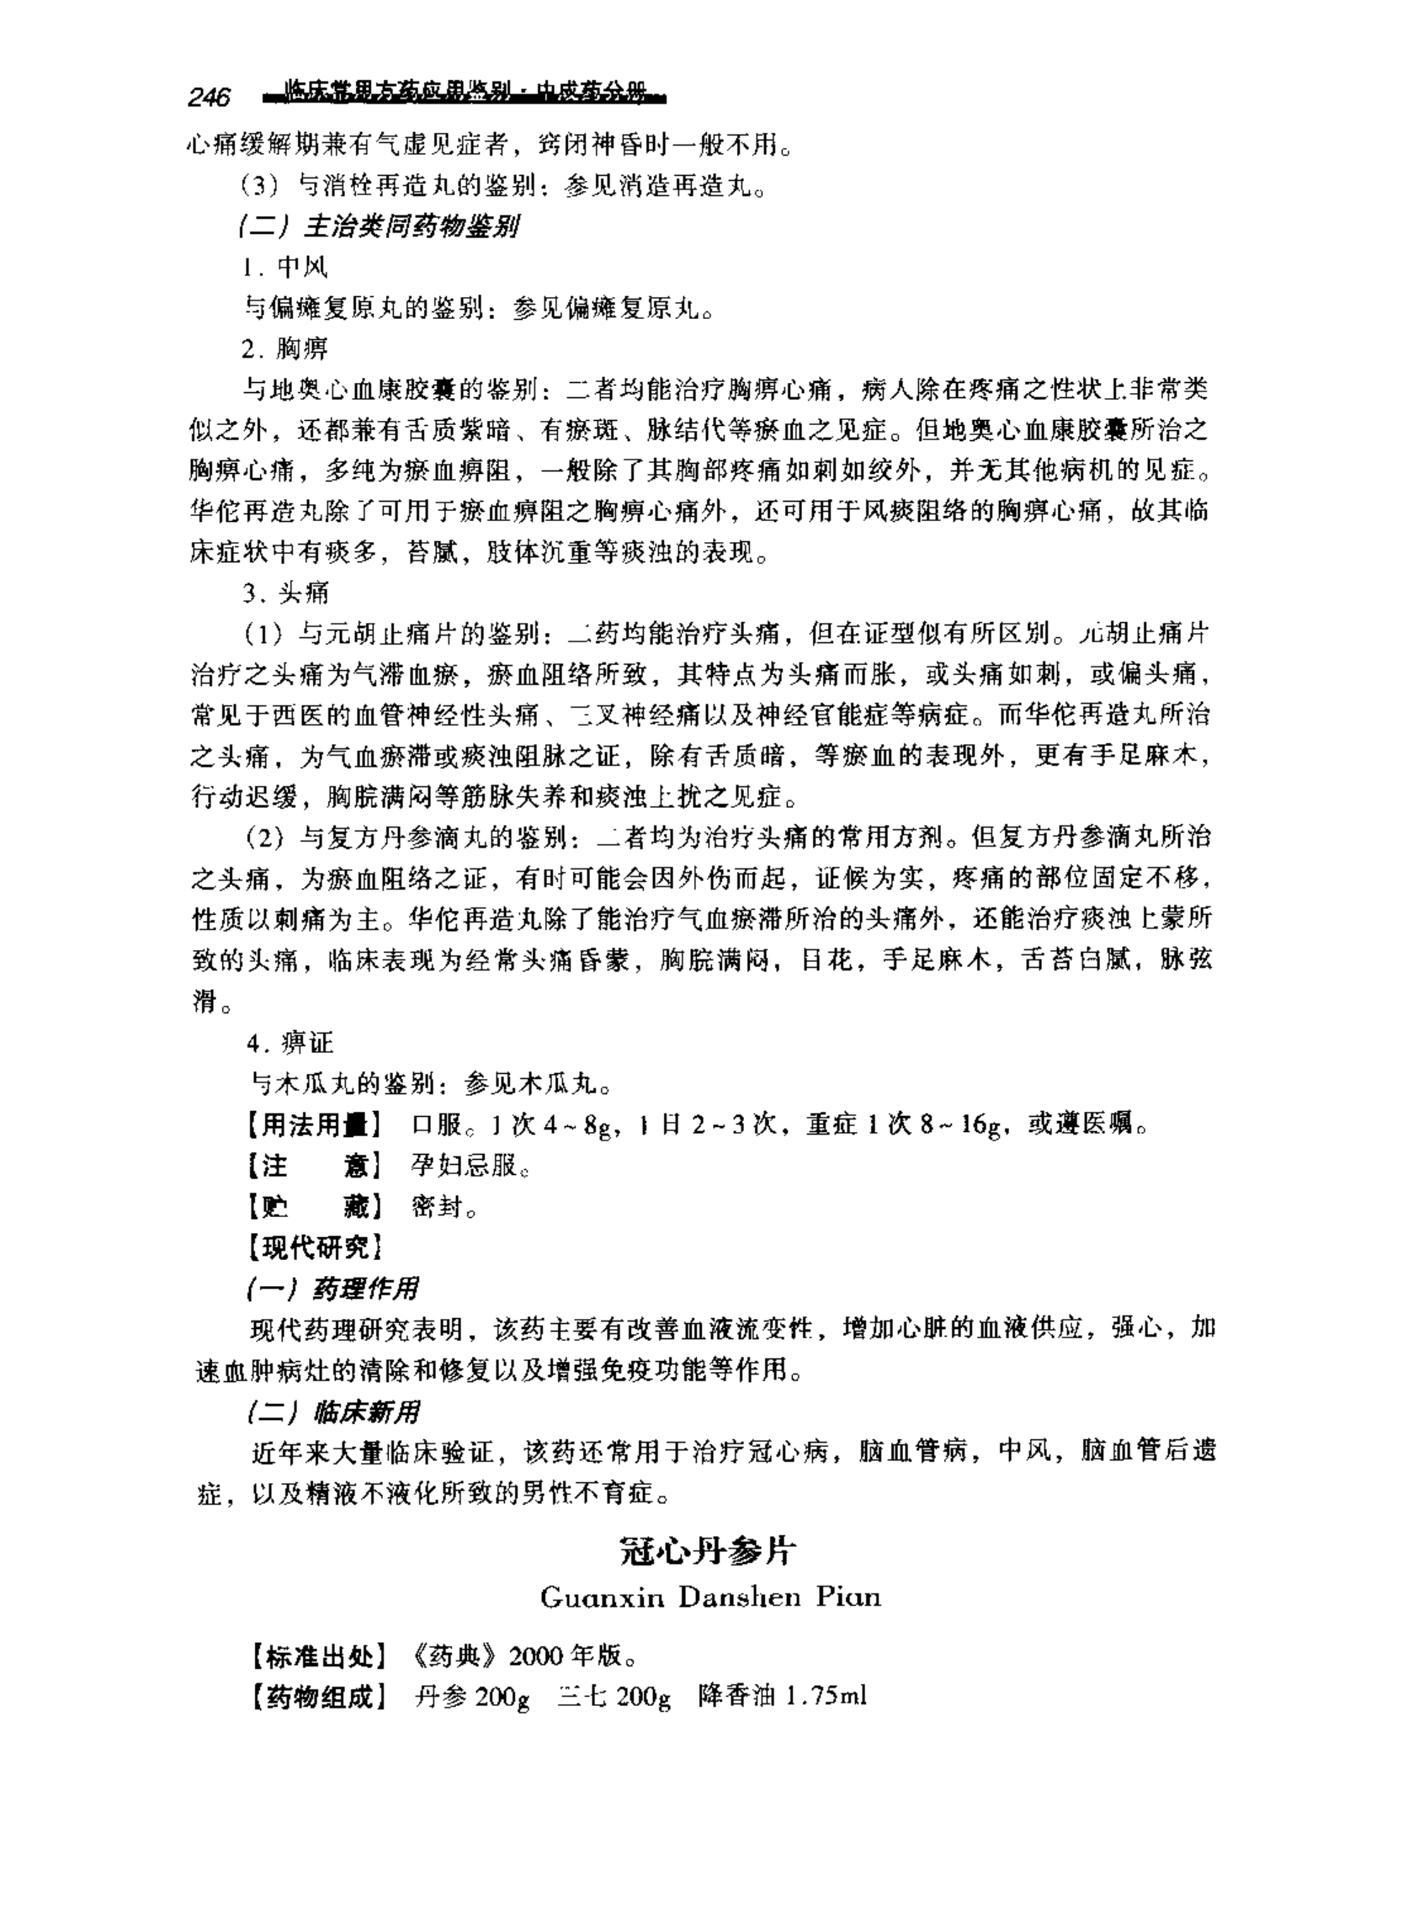 246 临床常用方药应用鉴别·中成药分册
心痛缓解期兼有气虚见症者，窍闭神昏时一般不用。
（3）与消栓再造丸的鉴别：参见消造再造丸。
（二）主治类同药物鉴别
1. 中风
与偏瘫复原丸的鉴别：参见偏瘫复原丸。
2. 胸痹
与地奥心血康胶囊的鉴别：二者均能治疗胸痹心痛，病人除在疼痛之性状上非常类
似之外，还都兼有舌质紫暗、有瘀斑、脉结代等瘀血之见症。但地奥心血康胶囊所治之
胸痹心痛，多纯为瘀血痹阻，一般除了其胸部疼痛如刺如绞外，并无其他病机的见症。
华佗再造丸除了可用于瘀血痹阻之胸痹心痛外，还可用于风痰阻络的胸痹心痛，故其临
床症状中有痰多，苔腻，肢体沉重等痰浊的表现。
3. 头痛
（1）与元胡止痛片的鉴别：二药均能治疗头痛，但在证型似有所区别。元胡止痛片
治疗之头痛为气滞血瘀，瘀血阻络所致，其特点为头痛而胀，或头痛如刺，或偏头痛，
常见于西医的血管神经性头痛、三叉神经痛以及神经官能症等病症。而华佗再造丸所治
之头痛，为气血瘀滞或痰浊阻脉之证，除有舌质暗，等瘀血的表现外，更有手足麻木，
行动迟缓，胸脘满闷等筋脉失养和痰浊上扰之见症。
（2）与复方丹参滴丸的鉴别：二者均为治疗头痛的常用方剂。但复方丹参滴丸所治
之头痛，为瘀血阻络之证，有时可能会因外伤而起，证候为实，疼痛的部位固定不移，
性质以刺痛为主。华佗再造丸除了能治疗气血瘀滞所治的头痛外，还能治疗痰浊上蒙所
致的头痛，临床表现为经常头痛昏蒙，胸脘满闷，目花，手足麻木，舌苔白腻，脉弦
滑。
4. 痹证
与木瓜丸的鉴别：参见木瓜丸。
【用法用量】 口服。1次4~8g，1日2~3次，重症1次8~16g，或遵医嘱。
【注　　意】 孕妇忌服。
【贮　　藏】 密封。
【现代研究】
（一）药理作用
现代药理研究表明，该药主要有改善血液流变性，增加心脏的血液供应，强心，加
速血肿病灶的清除和修复以及增强免疫功能等作用。
（二）临床新用
近年来大量临床验证，该药还常用于治疗冠心病，脑血管病，中风，脑血管后遗
症，以及精液不液化所致的男性不育症。
冠心丹参片
Guanxin Danshen Pian
【标准出处】 《药典》2000年版。
【药物组成】 丹参200g　三七200g　降香油1.75ml